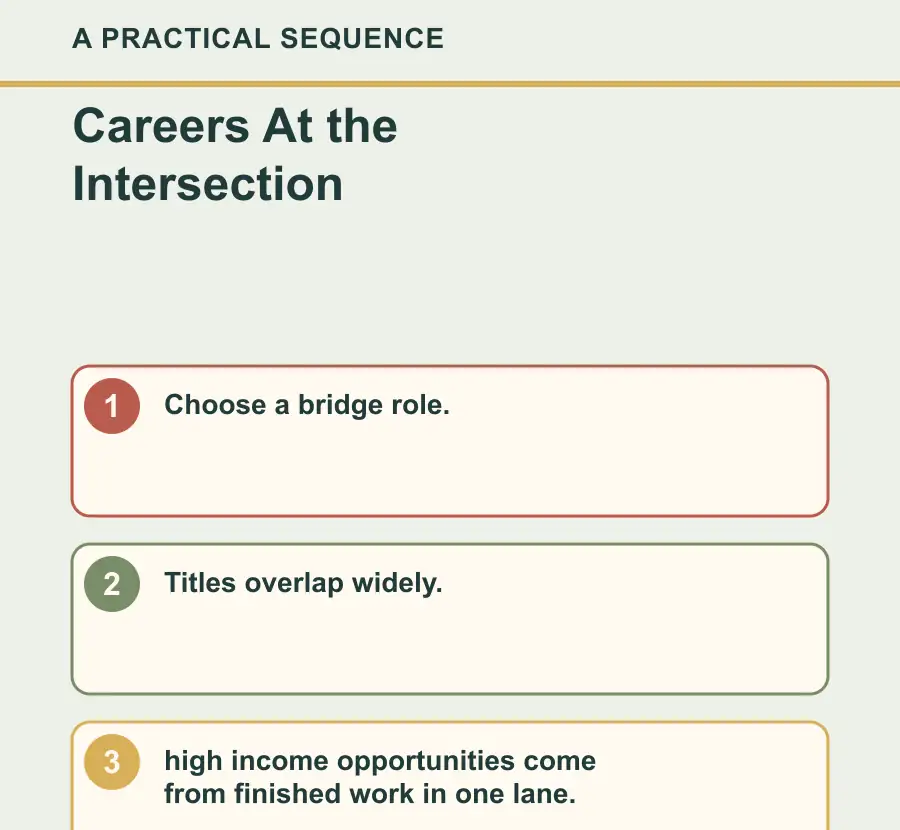 A PRACTICAL SEQUENCE
Careers At the
Intersection
1
Choose a bridge role.
2
Titles overlap widely.
3
high income opportunities come
from finished work in one lane.